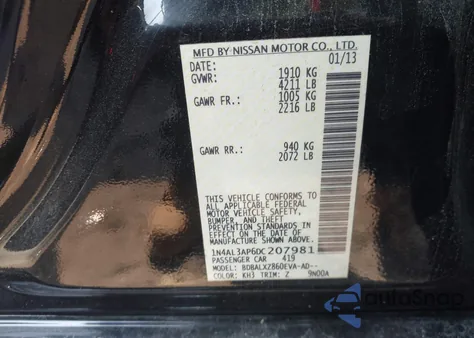 MFD BY NISSAN MOTOR CO., LTD.
DATE: 01/13
GVWR: 1910 KG
4211 LB
GAWR FR.: 1005 KG
2216 LB
GAWR RR.: 940 KG
2072 LB
THIS VEHICLE CONFORMS TO
ALL APPLICABLE FEDERAL
MOTOR VEHICLE SAFETY,
BUMPER, AND THEFT
PREVENTION STANDARDS IN
EFFECT ON THE DATE OF
MANUFACTURE SHOWN ABOVE.
1N4AL3AP6DC207981
PASSENGER CAR 419
MODEL: BDBALXZB60EVA-AD--
COLOR: KH3 TRIM: Z 9N00A
AutoSnap